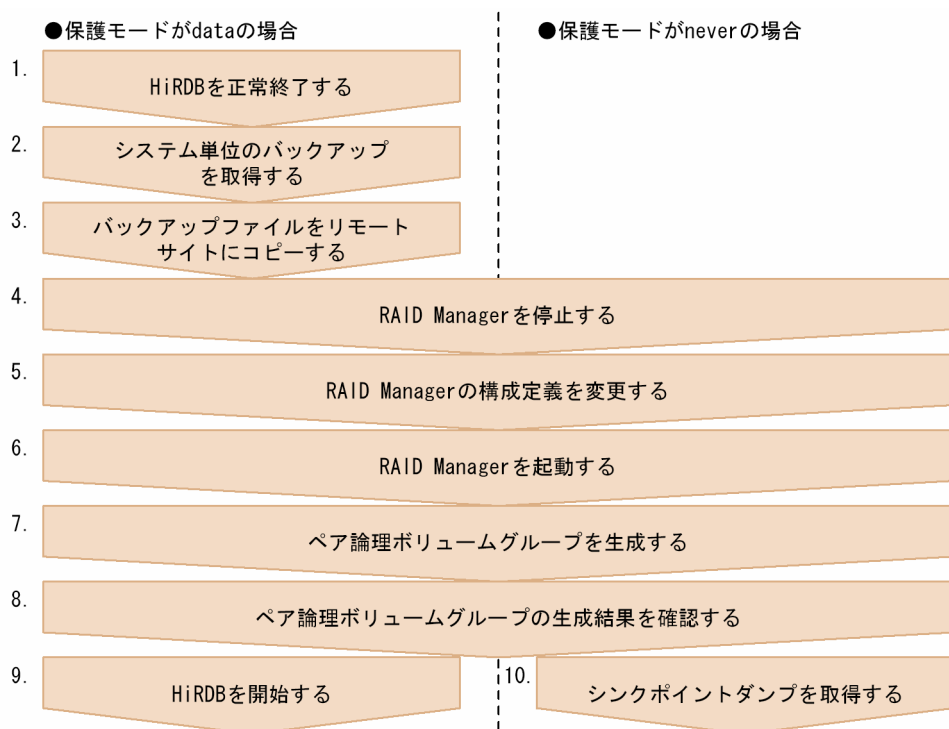 ●保護モードがdataの場合
●保護モードがneverの場合
1.
HiRDBを正常終了する
2.
システム単位のバックアップ
を取得する
3.
バックアップファイルをリモート
サイトにコピーする
4.
RAID Managerを停止する
5.
RAID Managerの構成定義を変更する
6.
RAID Managerを起動する
7.
ペア論理ボリュームグループを生成する
8.
ペア論理ボリュームグループの生成結果を確認する
9.
HiRDBを開始する
10.
シンクポイントダンプを取得する